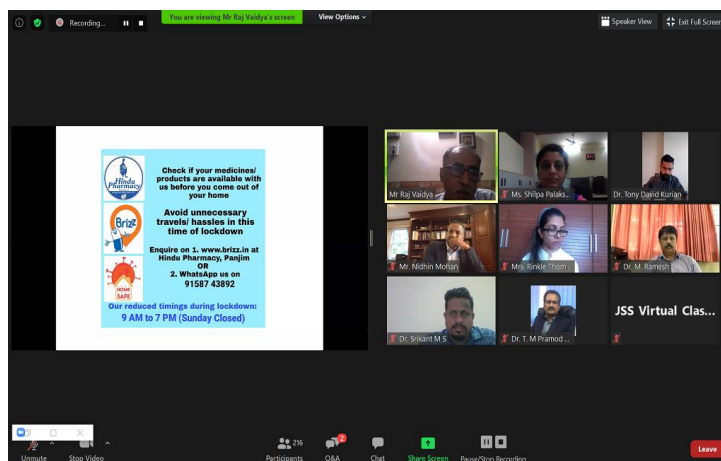 Recording...
You are viewing Mr Raj Vaidya's screen
View Options
Speaker View
Exit Full Screen
Hindu
Pharmacy
Check if your medicines/
products are available with
us before you come out of
your home
Brizz
Avoid unnecessary
travels/ hassles in this
time of lockdown
Enquire on 1. www.brizz.in at
Hindu Pharmacy, Panjim
OR
2. WhatsApp us on
91587 43892
HOME
SAFE
Our reduced timings during lockdown:
9 AM to 7 PM (Sunday Closed)
Mr Raj Vaidya
Ms. Shilpa Palaks...
Dr. Tony David Kurian
Mr. Nidhin Mohan
Mrs. Rinkle Thom...
Dr. M. Ramesh
Dr. Srikant M S
Dr. T. M Pramod ...
JSS Virtual Clas...
Unmute
Stop Video
216
Participants
2
Q&A
Chat
Share Screen
Pause/Stop Recording
Leave